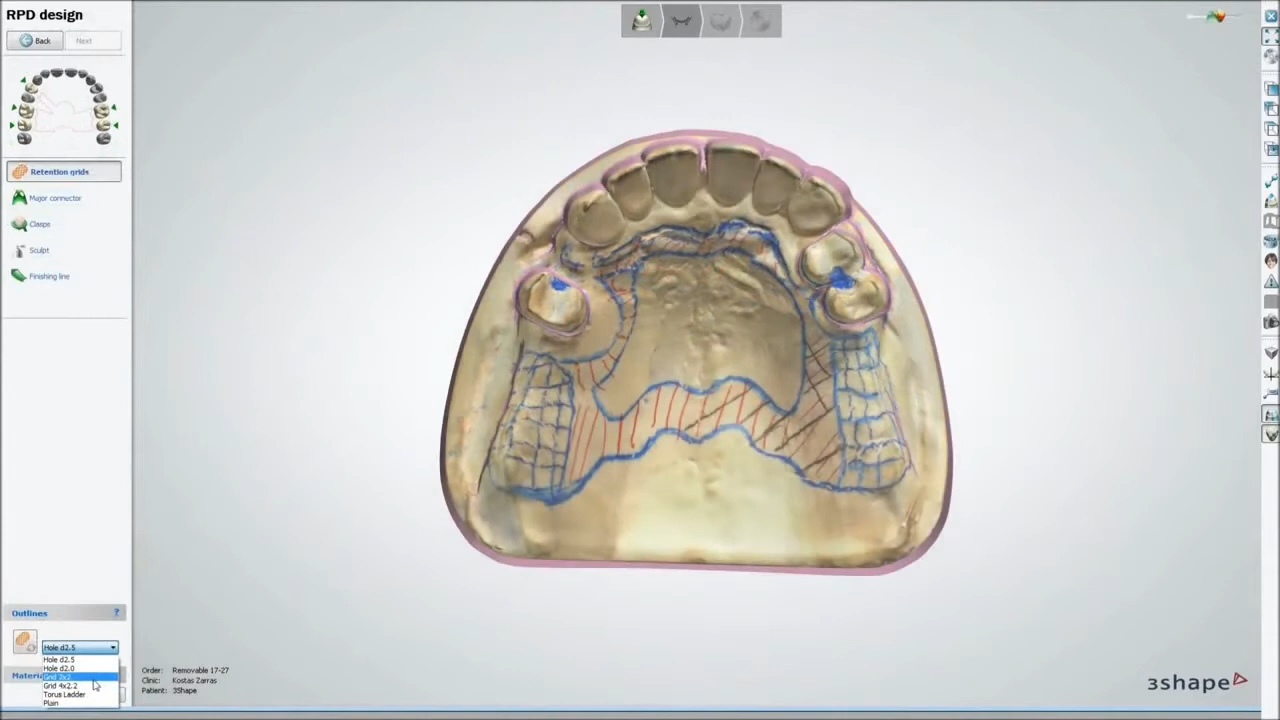 RPD design
Back
Next
Retention grids
Major connector
Clasps
Sculpt
Finishing line
Outlines
?
Hole d2.5
Hole d2.5
Hole d2.0
Grid 2x2
Grid 4x2.2
Torus Ladder
Plain
Order: Removable 17-27
Clinic: Kostas Zarras
Patient: 3Shape
3shape